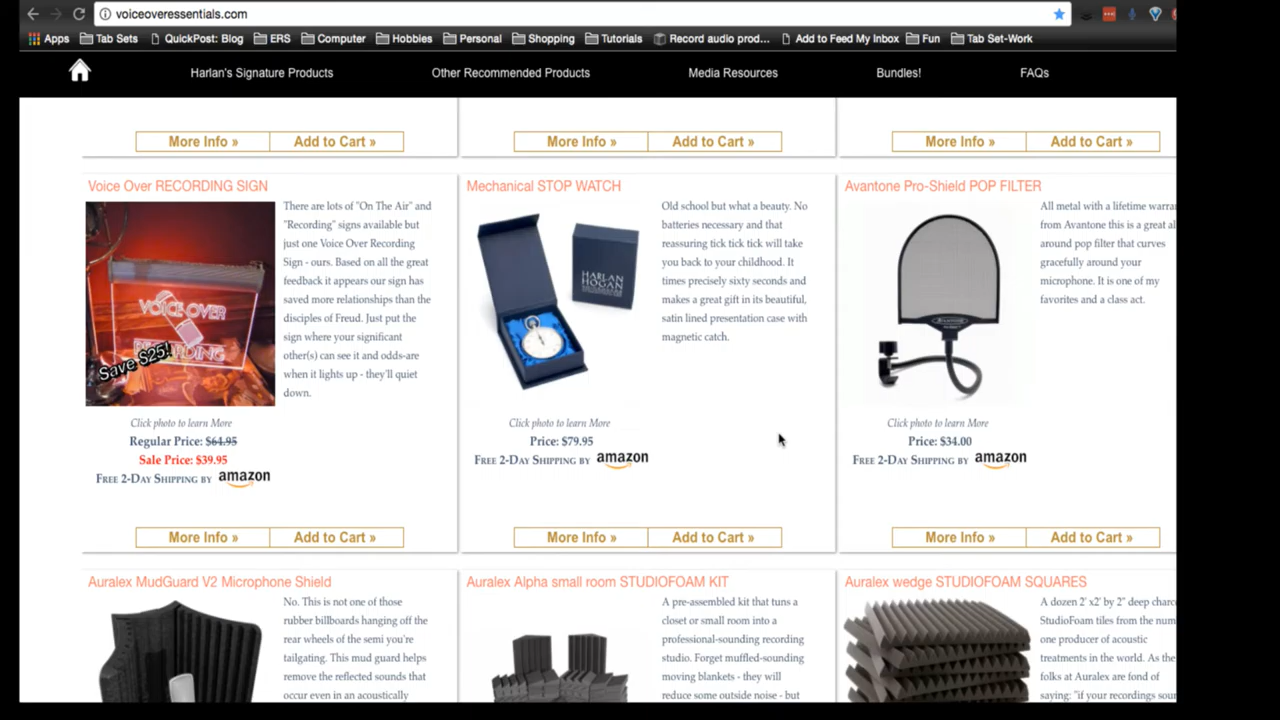 voiceoveressentials.com
Apps Tab Sets QuickPost: Blog ERS Computer Hobbies Personal Shopping Tutorials Record audio prod... Add to Feed My Inbox Fun Tab Set-Work
Harlan's Signature Products Other Recommended Products Media Resources Bundles! FAQs
More Info » Add to Cart » More Info » Add to Cart » More Info » Add to Cart »
Voice Over RECORDING SIGN
There are lots of "On The Air" and
"Recording" signs available but
just one Voice Over Recording
Sign - ours. Based on all the great
feedback it appears our sign has
saved more relationships than the
disciples of Freud. Just put the
sign where your significant
other(s) can see it and odds-are
when it lights up - they'll quiet
down.
VOICE OVER
RECORDING
Save $25!
Click photo to learn More
Regular Price: $64.95
Sale Price: $39.95
FREE 2-DAY SHIPPING BY amazon
More Info » Add to Cart »
Mechanical STOP WATCH
Old school but what a beauty. No
batteries necessary and that
reassuring tick tick tick will take
you back to your childhood. It
times precisely sixty seconds and
makes a great gift in its beautiful,
satin lined presentation case with
magnetic catch.
HARLAN
HOGAN
Click photo to learn More
Price: $79.95
FREE 2-DAY SHIPPING BY amazon
More Info » Add to Cart »
Avantone Pro-Shield POP FILTER
All metal with a lifetime warra
from Avantone this is a great al
around pop filter that curves
gracefully around your
microphone. It is one of my
favorites and a class act.
AVANTONE
Click photo to learn More
Price: $34.00
FREE 2-DAY SHIPPING BY amazon
More Info » Add to Cart »
Auralex MudGuard V2 Microphone Shield
No. This is not one of those
rubber billboards hanging off the
rear wheels of the semi you're
tailgating. This mud guard helps
remove the reflected sounds that
occur even in an acoustically
Auralex Alpha small room STUDIOFOAM KIT
A pre-assembled kit that tuns a
closet or small room into a
professional-sounding recording
studio. Forget muffled-sounding
moving blankets - they will
reduce some outside noise - but
Auralex wedge STUDIOFOAM SQUARES
A dozen 2' x2' by 2" deep charc
StudioFoam tiles from the num
one producer of acoustic
treatments in the world. As the
folks at Auralex are fond of
saying: "if your recordings soun